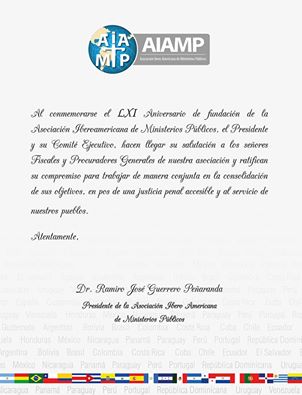 AIAMP
AIAMP
Asociación Ibero Americana de Ministerios Públicos
Al conmemorarse el LXI Aniversario de fundación de la
Asociación Iberoamericana de Ministerios Públicos, el Presidente
y su Comité Ejecutivo, hacen llegar su salutación a los señores
Fiscales y Procuradores Generales de nuestra asociación y ratifican
su compromiso para trabajar de manera conjunta en la consolidación
de sus objetivos, en pos de una justicia penal accesible y al servicio de
nuestros pueblos.
Atentamente,
Dr. Ramiro José Guerrero Peñaranda
Presidente de la Asociación Ibero Americana
de Ministerios Públicos